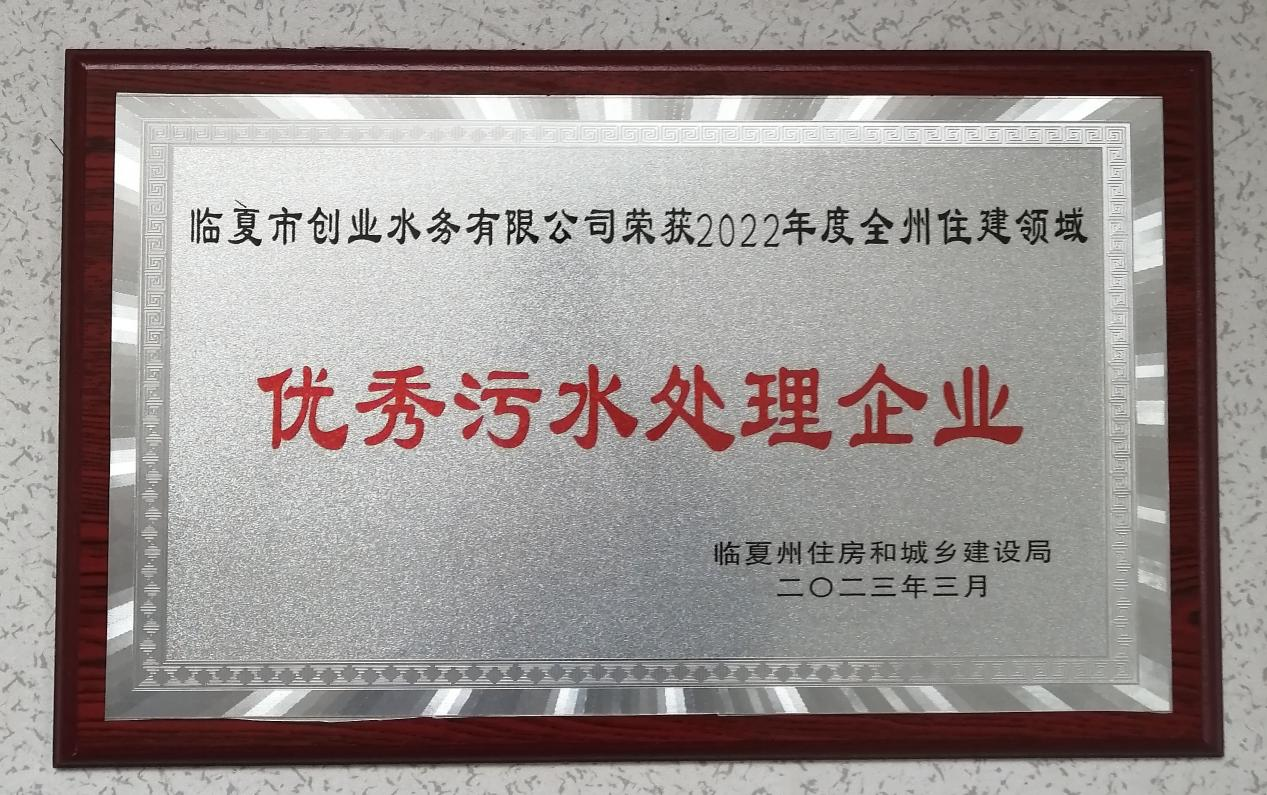 临夏市创业水务有限公司荣获2022年度全州住建领域
优秀污水处理企业
临夏州住房和城乡建设局
二〇二三年三月